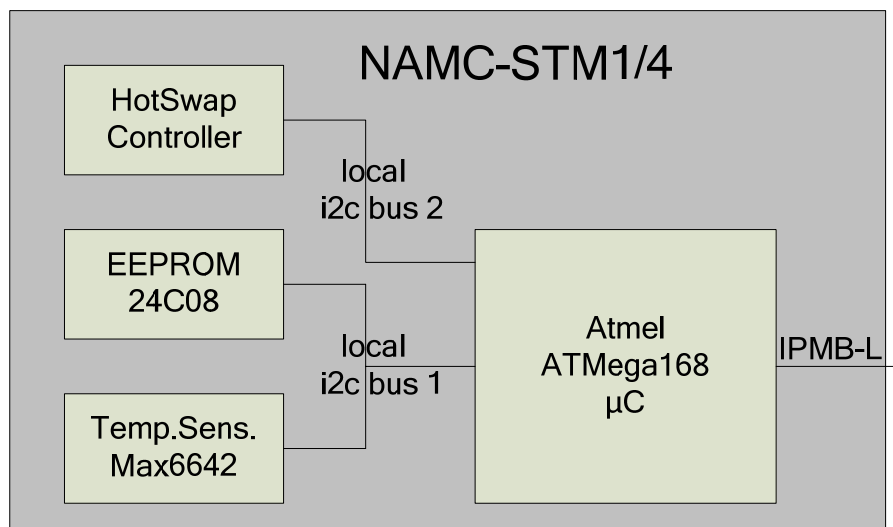 NAMC-STM1/4
HotSwap
Controller
local
i2c bus 2
EEPROM
24C08
Atmel
ATMega168
µC
IPMB-L
local
i2c bus 1
Temp.Sens.
Max6642